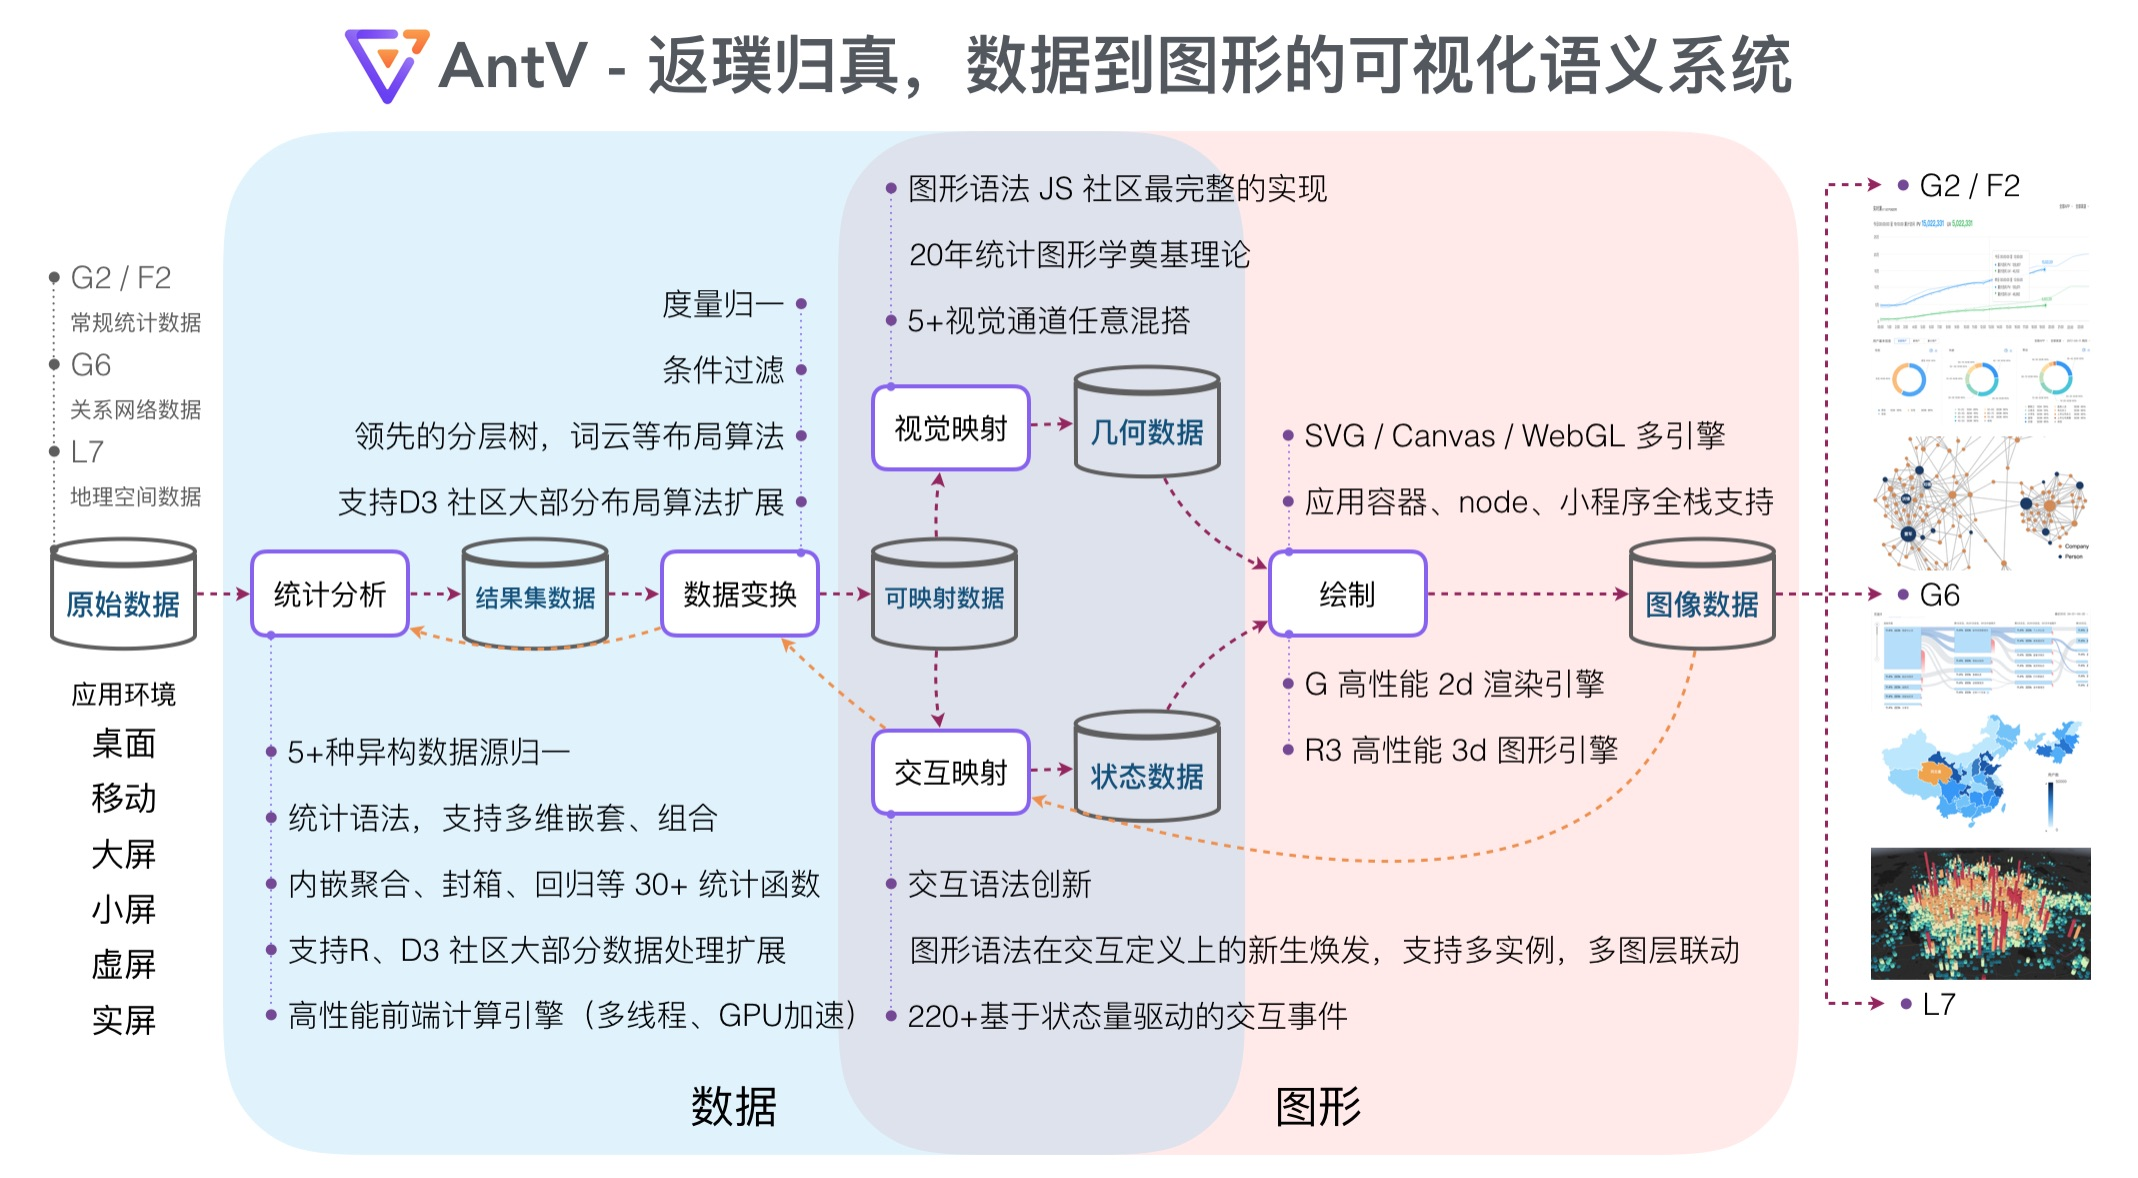 AntV - 返璞归真，数据到图形的可视化语义系统
G2 / F2
常规统计数据
G6
关系网络数据
L7
地理空间数据
原始数据
应用环境
桌面
移动
大屏
小屏
虚屏
实屏
度量归一
条件过滤
领先的分层树，词云等布局算法
支持D3 社区大部分布局算法扩展
统计分析
结果集数据
数据变换
5+种异构数据源归一
统计语法，支持多维嵌套、组合
内嵌聚合、封箱、回归等 30+ 统计函数
支持R、D3 社区大部分数据处理扩展
高性能前端计算引擎（多线程、GPU加速）
数据
图形语法 JS 社区最完整的实现
20年统计图形学奠基理论
5+视觉通道任意混搭
视觉映射
几何数据
可映射数据
交互映射
状态数据
交互语法创新
图形语法在交互定义上的新生焕发，支持多实例，多图层联动
220+基于状态量驱动的交互事件
SVG / Canvas / WebGL 多引擎
应用容器、node、小程序全栈支持
绘制
图像数据
G 高性能 2d 渲染引擎
R3 高性能 3d 图形引擎
图形
G2 / F2
15,022,331
5,022,331
Company
Person
G6
L7